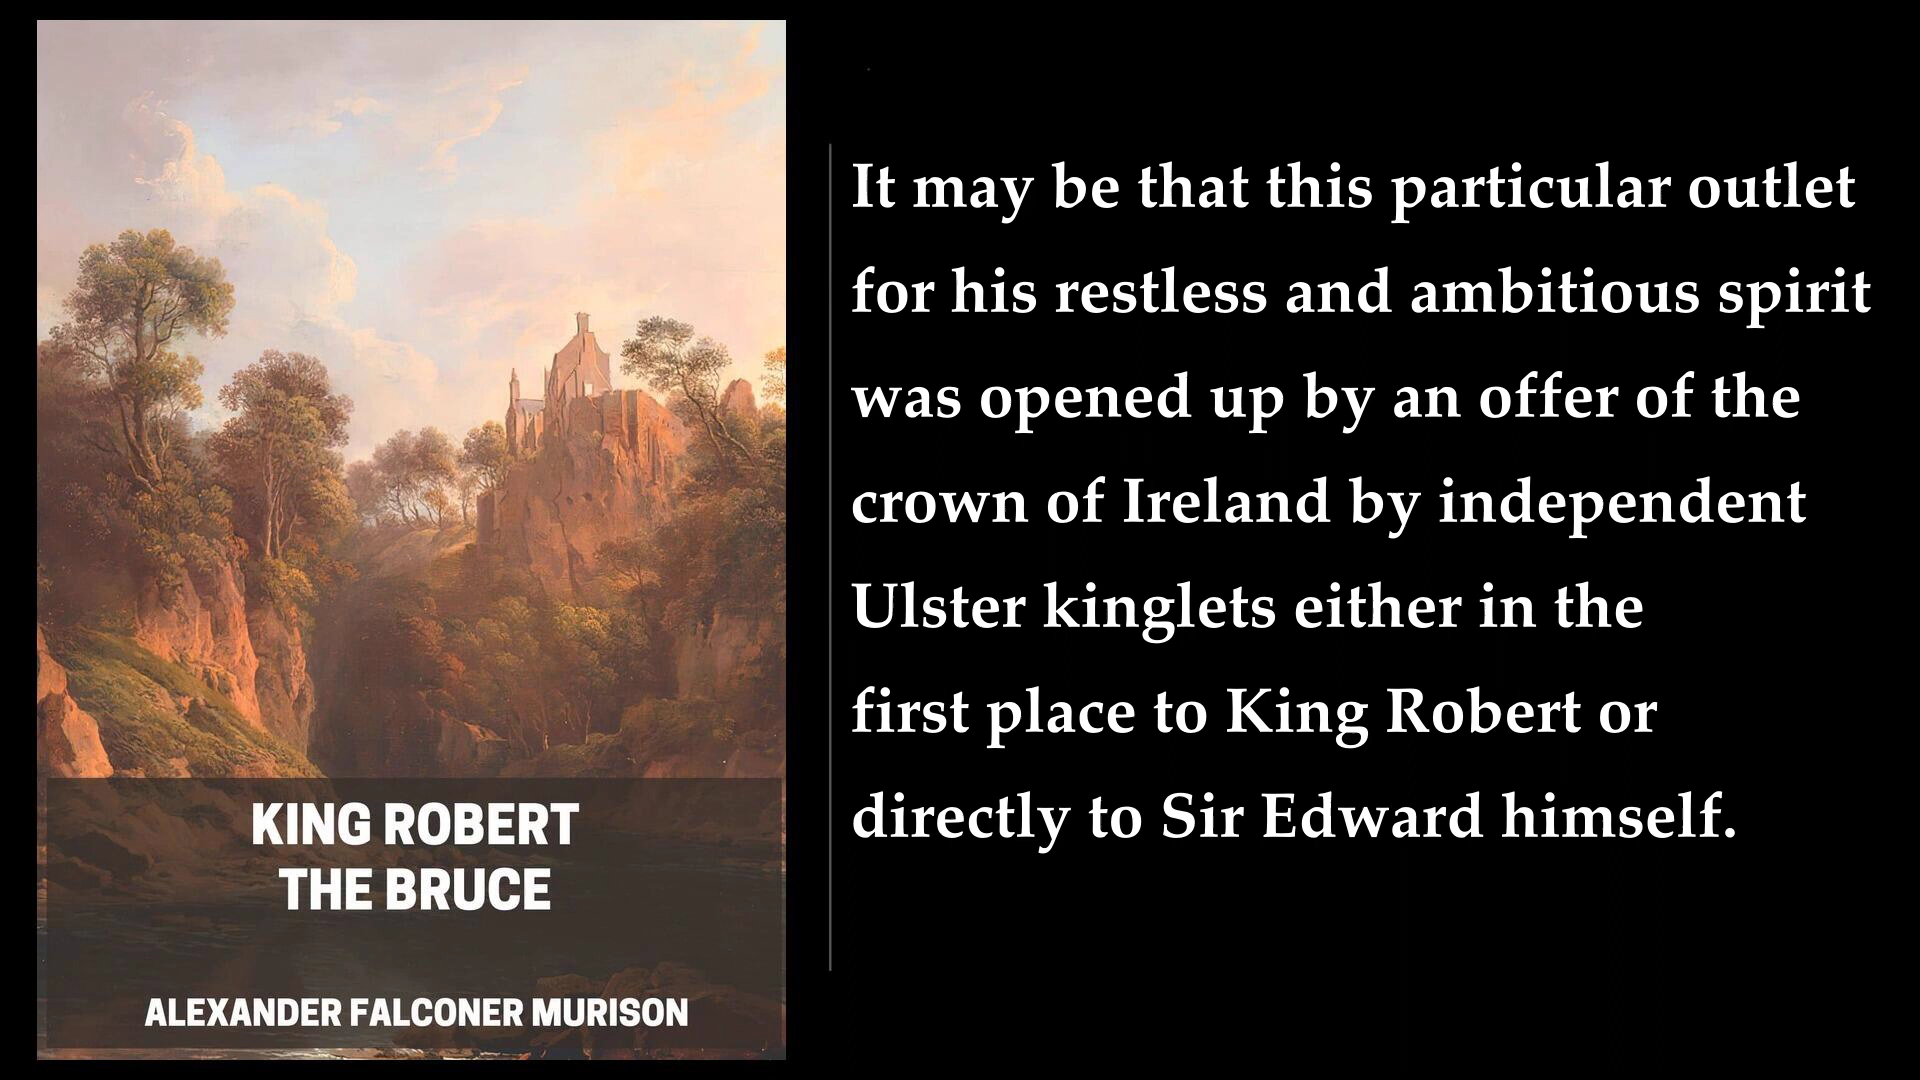 KING ROBERT
THE BRUCE
ALEXANDER FALCONER MURISON
It may be that this particular outlet
for his restless and ambitious spirit
was opened up by an offer of the
crown of Ireland by independent
Ulster kinglets either in the
first place to King Robert or
directly to Sir Edward himself.